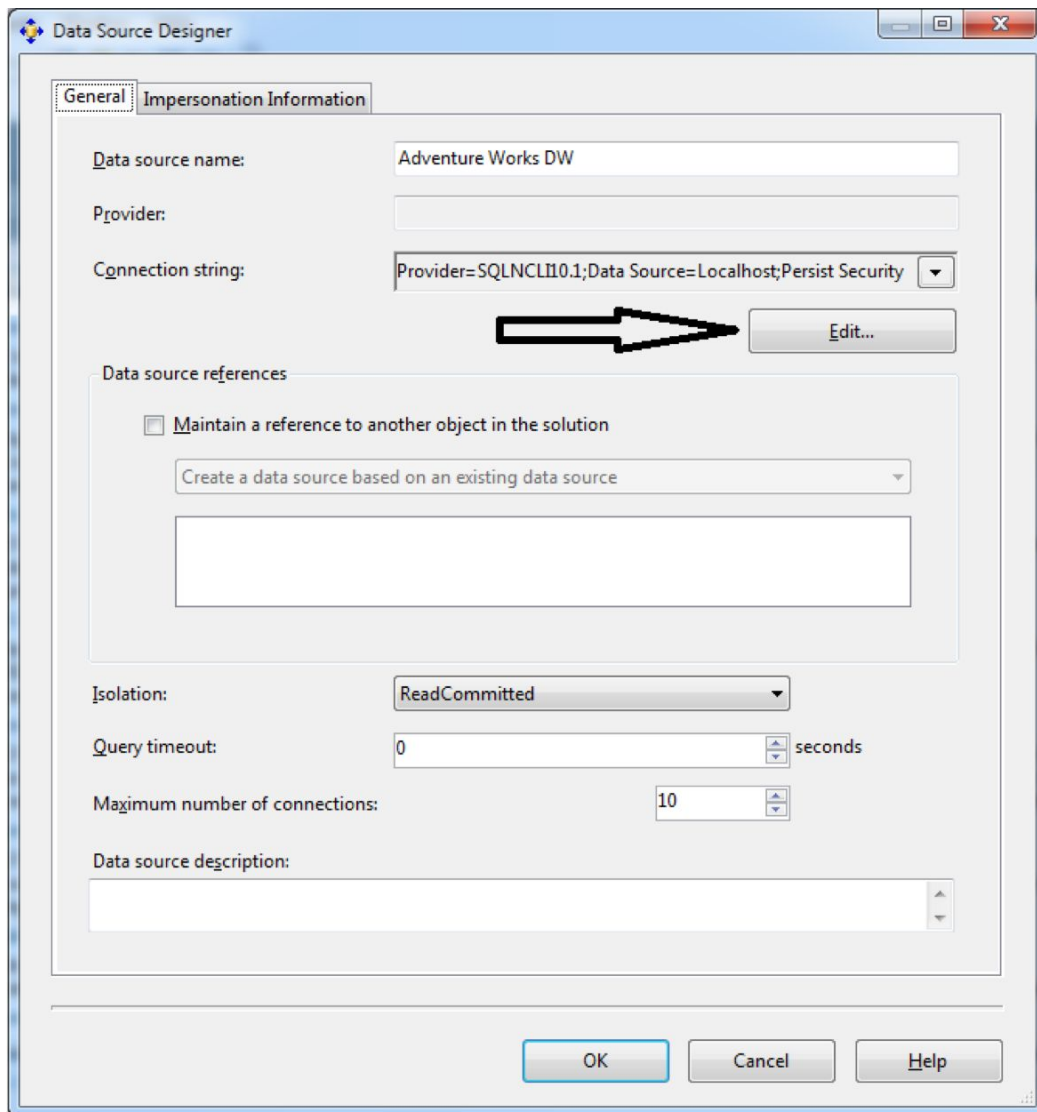 Data Source Designer
General Impersonation Information
Data source name: Adventure Works DW
Provider:
Connection string: Provider=SQLNCLI10.1;Data Source=Localhost;Persist Security
Edit...
Data source references
Maintain a reference to another object in the solution
Create a data source based on an existing data source
Isolation: ReadCommitted
Query timeout: 0 seconds
Maximum number of connections: 10
Data source description:
OK Cancel Help